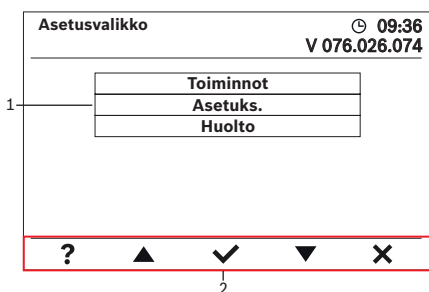 Asetusvalikko 09:36
V 076.026.074
Toiminnot
1 Asetuks.
Huolto
?
2